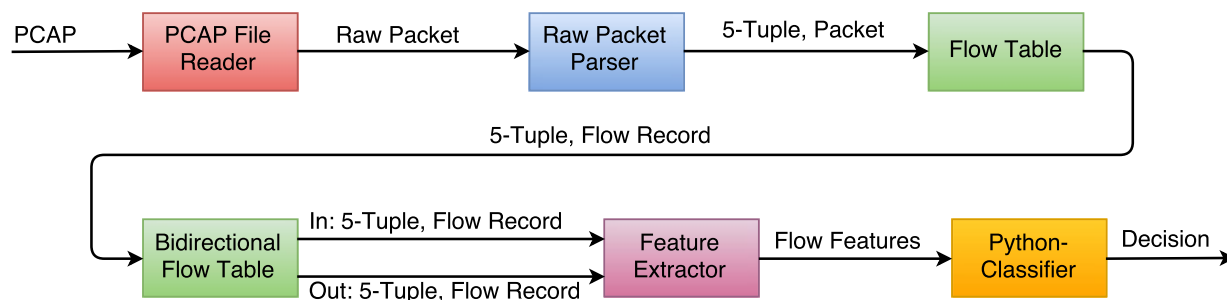 PCAP
PCAP File
Reader
Raw Packet
Raw Packet
Parser
5-Tuple, Packet
Flow Table
5-Tuple, Flow Record
Bidirectional
Flow Table
In: 5-Tuple, Flow Record
Out: 5-Tuple, Flow Record
Feature
Extractor
Flow Features
Python-
Classifier
Decision